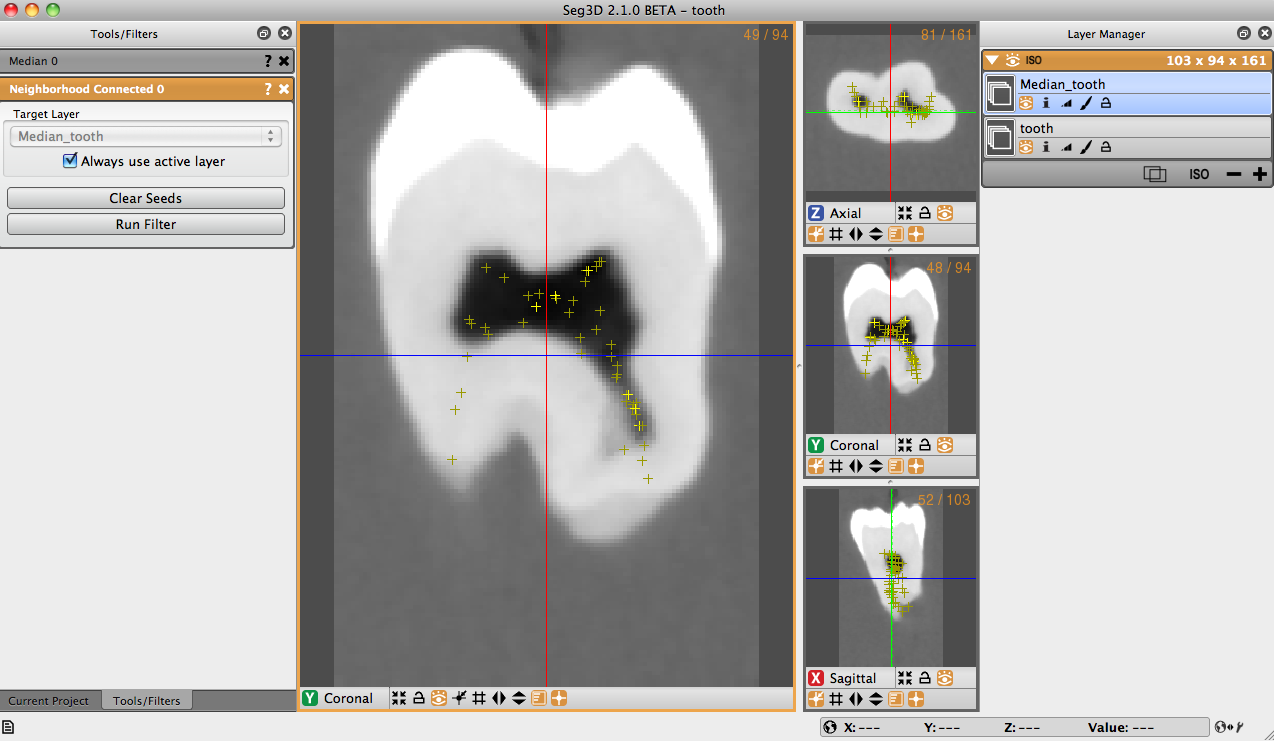 Seg3D 2.1.0 BETA - tooth
Tools/Filters
Median 0 ?
Neighborhood Connected 0 ?
Target Layer
Median_tooth
Always use active layer
Clear Seeds
Run Filter
Current Project
Tools/Filters
49 / 94
Y Coronal
81 / 161
Z Axial
48 / 94
Y Coronal
52 / 103
X Sagittal
Layer Manager
ISO 103 x 94 x 161
Median_tooth
i
tooth
i
ISO
X: --- Y: --- Z: --- Value: ---